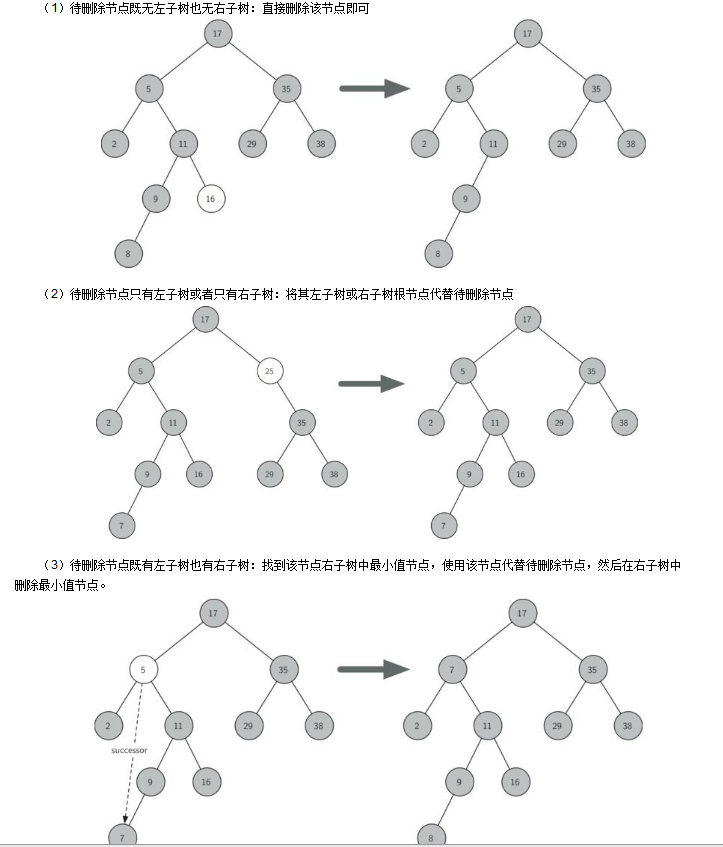 （1）待删除节点既无左子树也无右子树：直接删除该节点即可
17 17
5 35 5 35
2 11 29 38 2 11 29 38
9 16 9
8 8
（2）待删除节点只有左子树或者只有右子树：将其左子树或右子树根节点代替待删除节点
17 17
5 25 5 35
2 11 35 2 11 29 38
9 16 29 38 9 16
7 7
（3）待删除节点既有左子树也有右子树：找到该节点右子树中最小值节点，使用该节点代替待删除节点，然后在右子树中
删除最小值节点。
17 17
5 35 7 35
2 11 29 38 2 11 29 38
successor
9 16 9 16
7 8